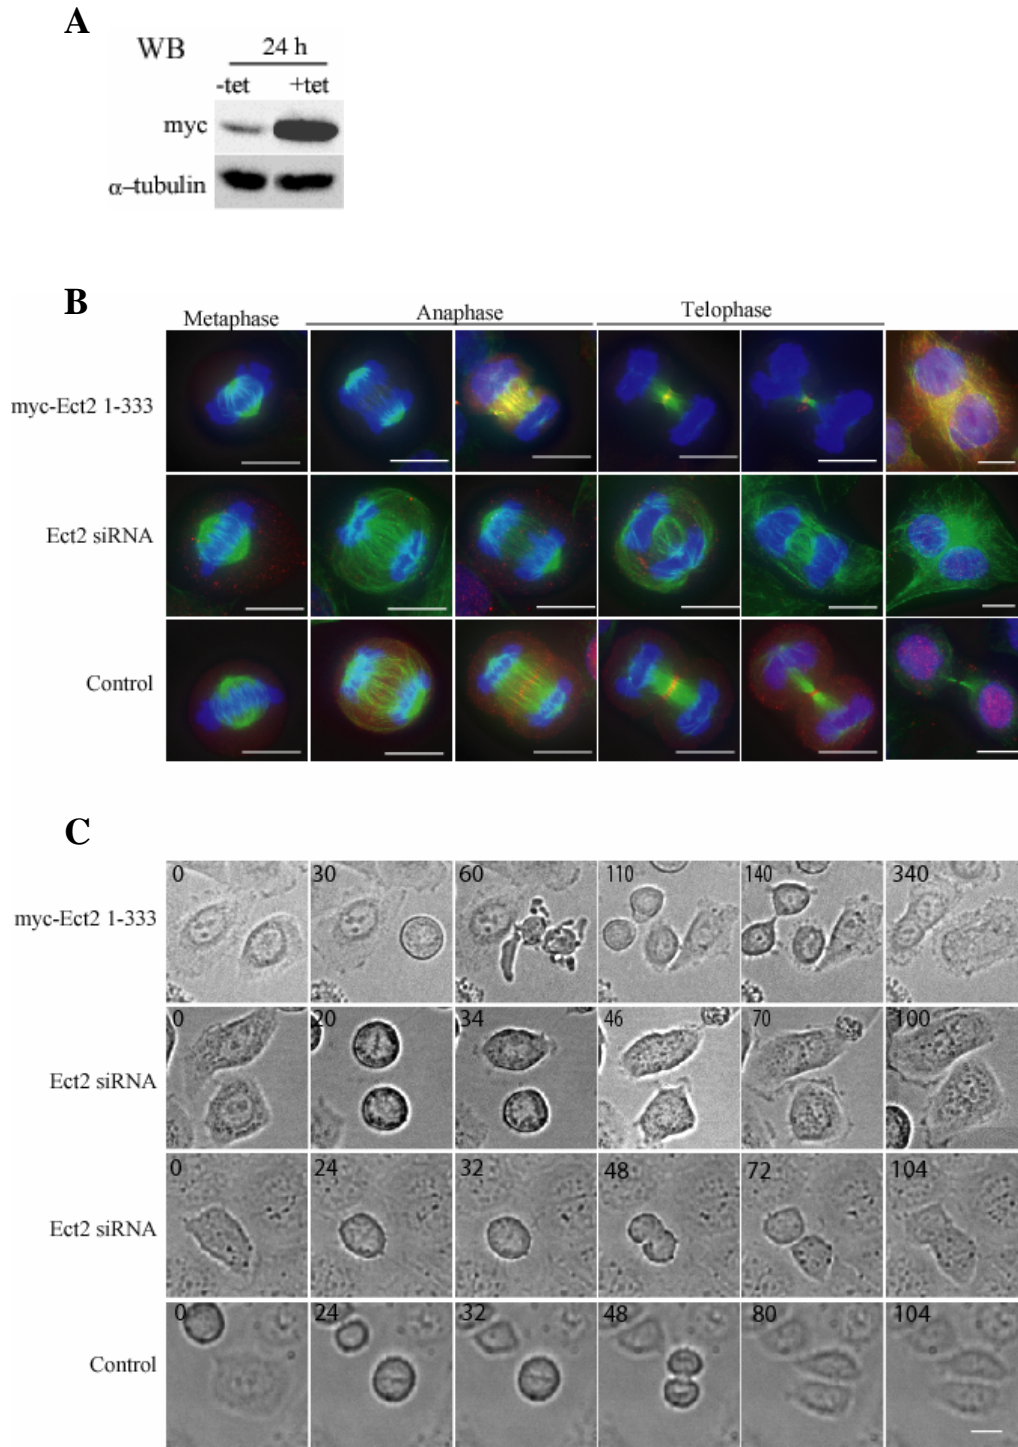 A
WB 24 h
-tet +tet
myc
α–tubulin
B
Metaphase Anaphase Telophase
myc-Ect2 1-333
Ect2 siRNA
Control
C
myc-Ect2 1-333 0 30 60 110 140 340
Ect2 siRNA 0 20 34 46 70 100
Ect2 siRNA 0 24 32 48 72 104
Control 0 24 32 48 80 104